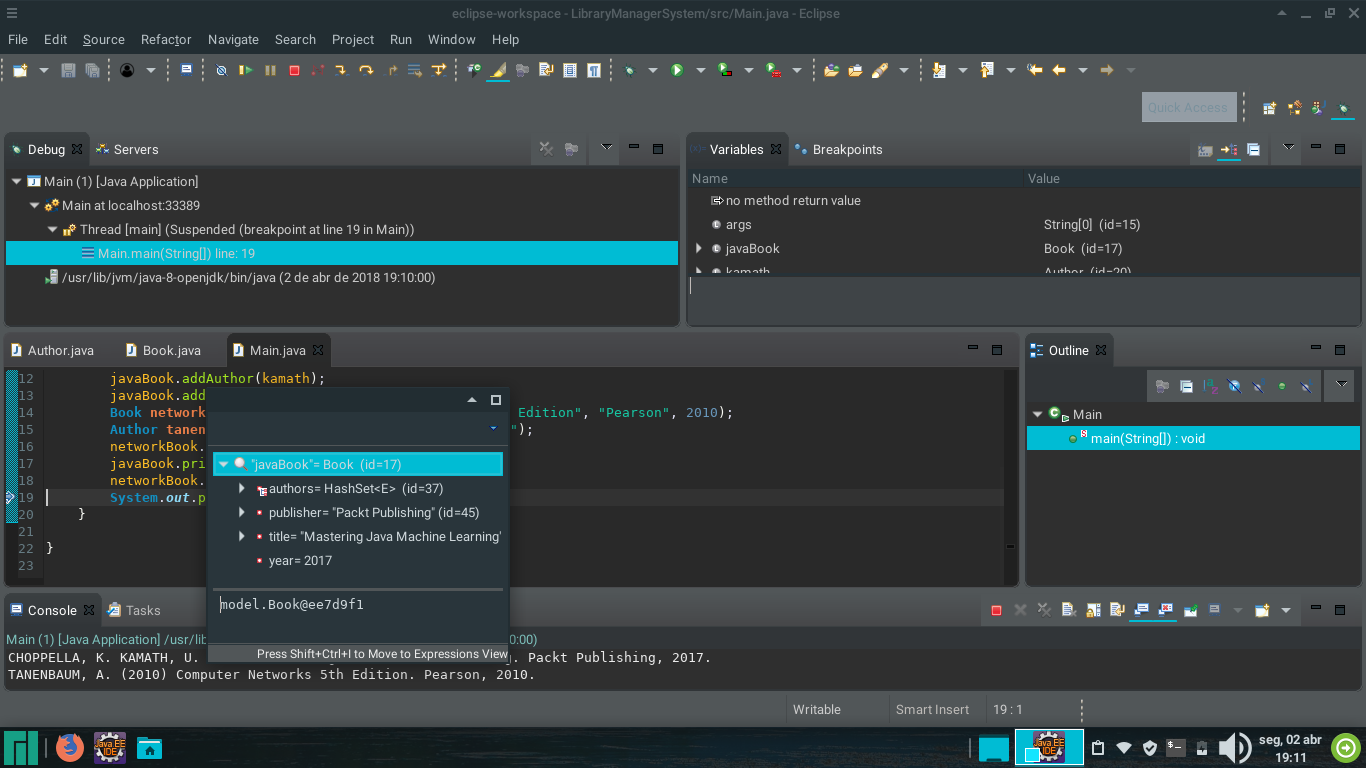 eclipse-workspace - LibraryManagerSystem/src/Main.java - Eclipse
File Edit Source Refactor Navigate Search Project Run Window Help
Quick Access
Debug Servers
Main (1) [Java Application]
Main at localhost:33389
Thread [main] (Suspended (breakpoint at line 19 in Main))
Main.main(String[]) line: 19
/usr/lib/jvm/java-8-openjdk/bin/java (2 de abr de 2018 19:10:00)
Variables Breakpoints
Name Value
no method return value
args String[0] (id=15)
javaBook Book (id=17)
kamath Author (id=20)
Author.java Book.java Main.java
12 javaBook.addAuthor(kamath);
13 javaBook.add
14 Book network Edition", "Pearson", 2010);
15 Author tanen ");
16 networkBook.
17 javaBook.pri
18 networkBook.
19 System.out.p
20 }
21
22 }
23
"javaBook"= Book (id=17)
authors= HashSet<E> (id=37)
publisher= "Packt Publishing" (id=45)
title= "Mastering Java Machine Learning"
year= 2017
model.Book@ee7d9f1
Press Shift+Ctrl+I to Move to Expressions View
Outline
Main
main(String[]) : void
Console Tasks
Main (1) [Java Application] /usr/lib 0:00)
CHOPPELLA, K. KAMATH, U. g. Packt Publishing, 2017.
TANENBAUM, A. (2010) Computer Networks 5th Edition. Pearson, 2010.
Writable Smart Insert 19 : 1
Java EE
IDE
Java EE
IDE
seg, 02 abr
19:11